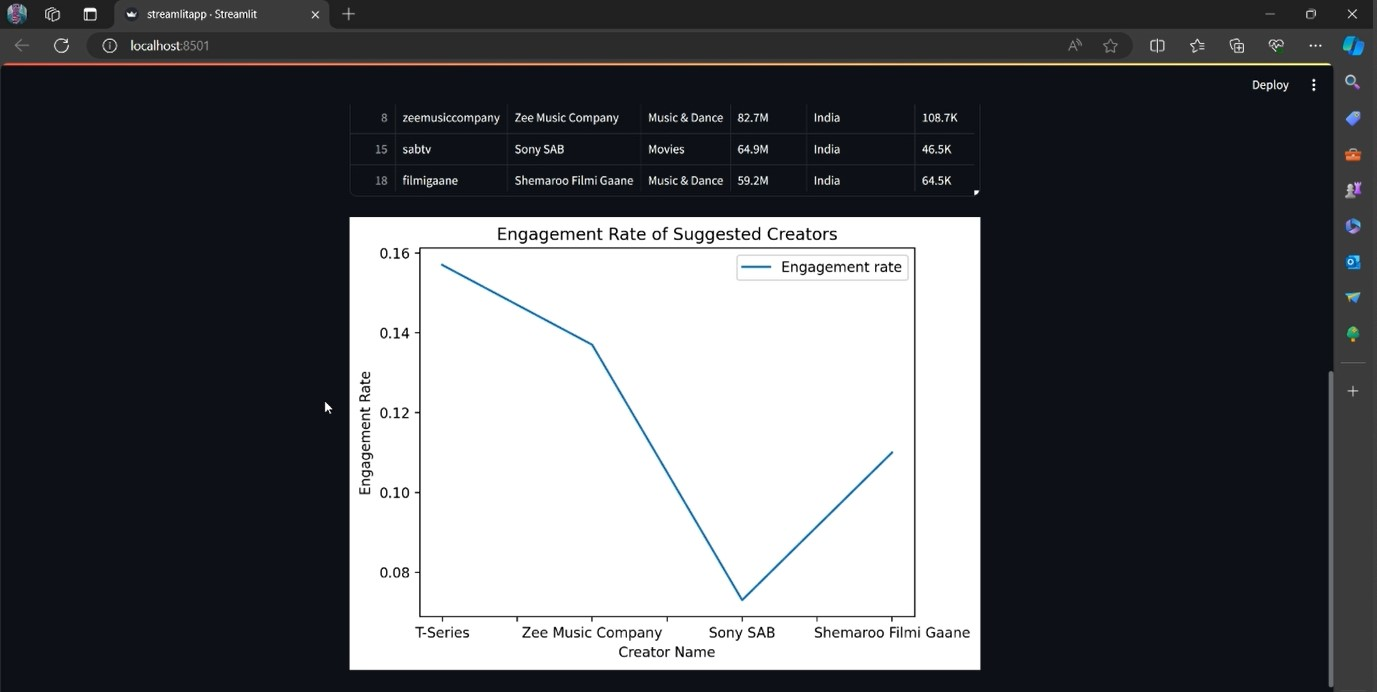 streamlitapp · Streamlit
localhost:8501
Deploy
8 zeemusiccompany Zee Music Company Music & Dance 82.7M India 108.7K
15 sabtv Sony SAB Movies 64.9M India 46.5K
18 filmigaane Shemaroo Filmi Gaane Music & Dance 59.2M India 64.5K
Engagement Rate of Suggested Creators
Engagement rate
0.16
0.14
0.12
0.10
0.08
Engagement Rate
T-Series Zee Music Company Sony SAB Shemaroo Filmi Gaane
Creator Name